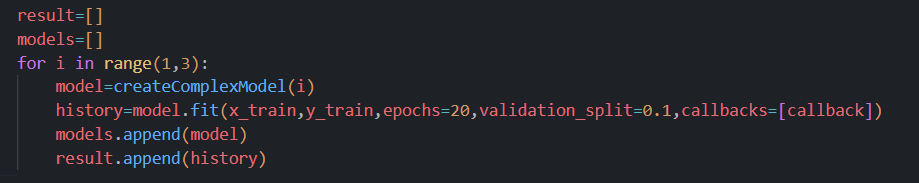 result=[]
models=[]
for i in range(1,3):
    model=createComplexModel(i)
    history=model.fit(x_train,y_train,epochs=20,validation_split=0.1,callbacks=[callback])
    models.append(model)
    result.append(history)